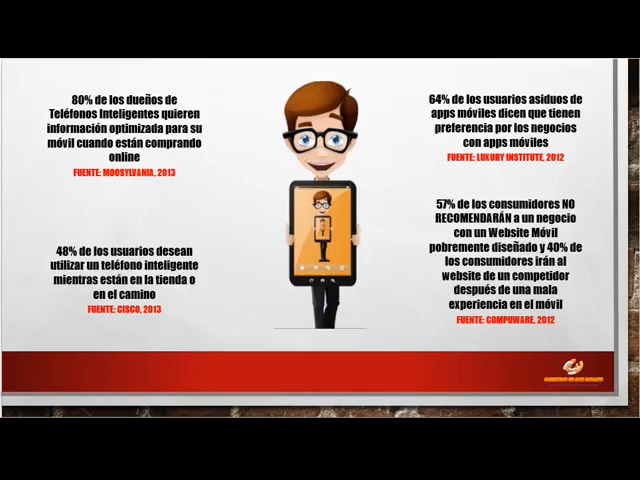 80% de los dueños de
Teléfonos Inteligentes quieren
información optimizada para su
móvil cuando están comprando
online
FUENTE: MOOSYLVANIA, 2013
48% de los usuarios desean
utilizar un teléfono inteligente
mientras están en la tienda o
en el camino
FUENTE: CISCO, 2013
64% de los usuarios asiduos de
apps móviles dicen que tienen
preferencia por los negocios
con apps móviles
FUENTE: LUXURY INSTITUTE, 2012
57% de los consumidores NO
RECOMENDARÁN a un negocio
con un Website Móvil
pobremente diseñado y 40% de
los consumidores irán al
website de un competidor
después de una mala
experiencia en el móvil
FUENTE: COMPUWARE, 2012